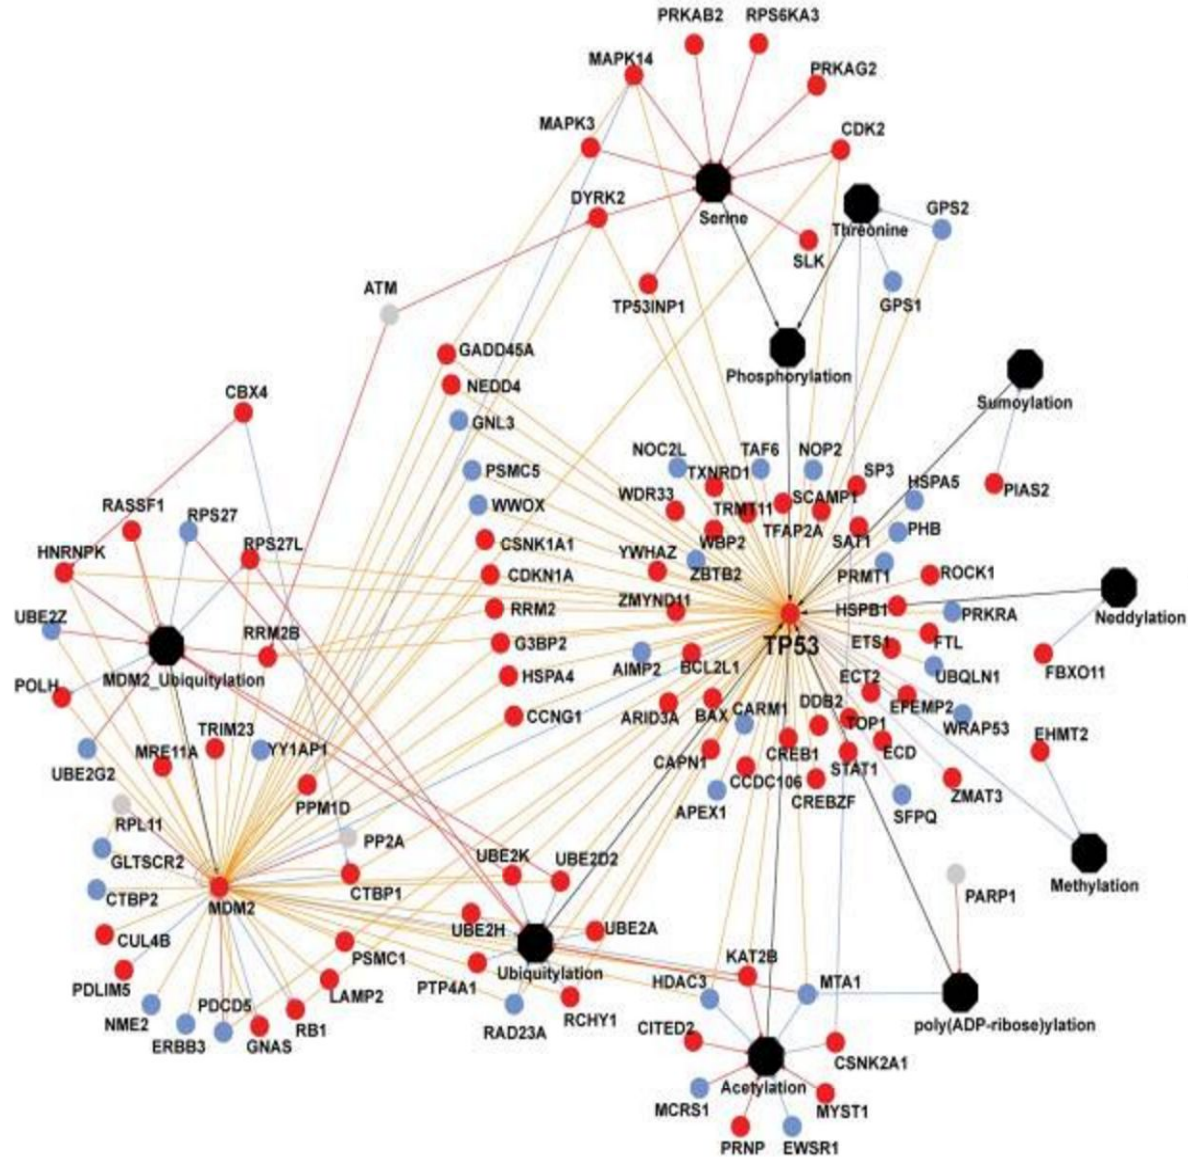 PRKAB2 RPS6KA3
MAPK14
PRKAG2
MAPK3
CDK2
DYRK2
Serine
GPS2
Threonine
SLK
ATM
TP53INP1
GPS1
GADD45A
Phosphorylation
NEDD4
CBX4
Sumoylation
GNL3
NOC2L
TAF6
NOP2
PSMC5
TXNRD1
SP3
HSPA5
PIAS2
WDR33
SCAMP1
RASSF1
RPS27
WWOX
TRMT11
TFAP2A
PHB
WBP2
SAT1
HNRNPK
RPS27L
CSNK1A1
YWHAZ
CDKN1A
ZBTB2
PRMT1
ROCK1
UBE2Z
RRM2
ZMYND11
HSPB1
PRKRA
Neddylation
RRM2B
G3BP2
TP53
ETS1
FTL
AIMP2
BCL2L1
UBQLN1
FBXO11
POLH
MDM2_Ubiquitylation
HSPA4
ECT2
DDB2
EFEMP2
CCNG1
ARID3A
BAX
CARM1
TOP1
WRAP53
TRIM23
MRE11A
YY1AP1
CREB1
ECD
EHMT2
UBE2G2
CAPN1
CCDC106
STAT1
PPM1D
APEX1
CREBZF
SFPQ
ZMAT3
RPL11
PP2A
GLTSCR2
UBE2K
UBE2D2
Methylation
CTBP2
CTBP1
PARP1
MDM2
UBE2H
UBE2A
CUL4B
PSMC1
KAT2B
PTP4A1
Ubiquitylation
HDAC3
MTA1
PDLIM5
LAMP2
PDCD5
NME2
RB1
RAD23A
RCHY1
CITED2
poly(ADP-ribose)ylation
ERBB3
GNAS
CSNK2A1
Acetylation
MCRS1
MYST1
PRNP
EWSR1